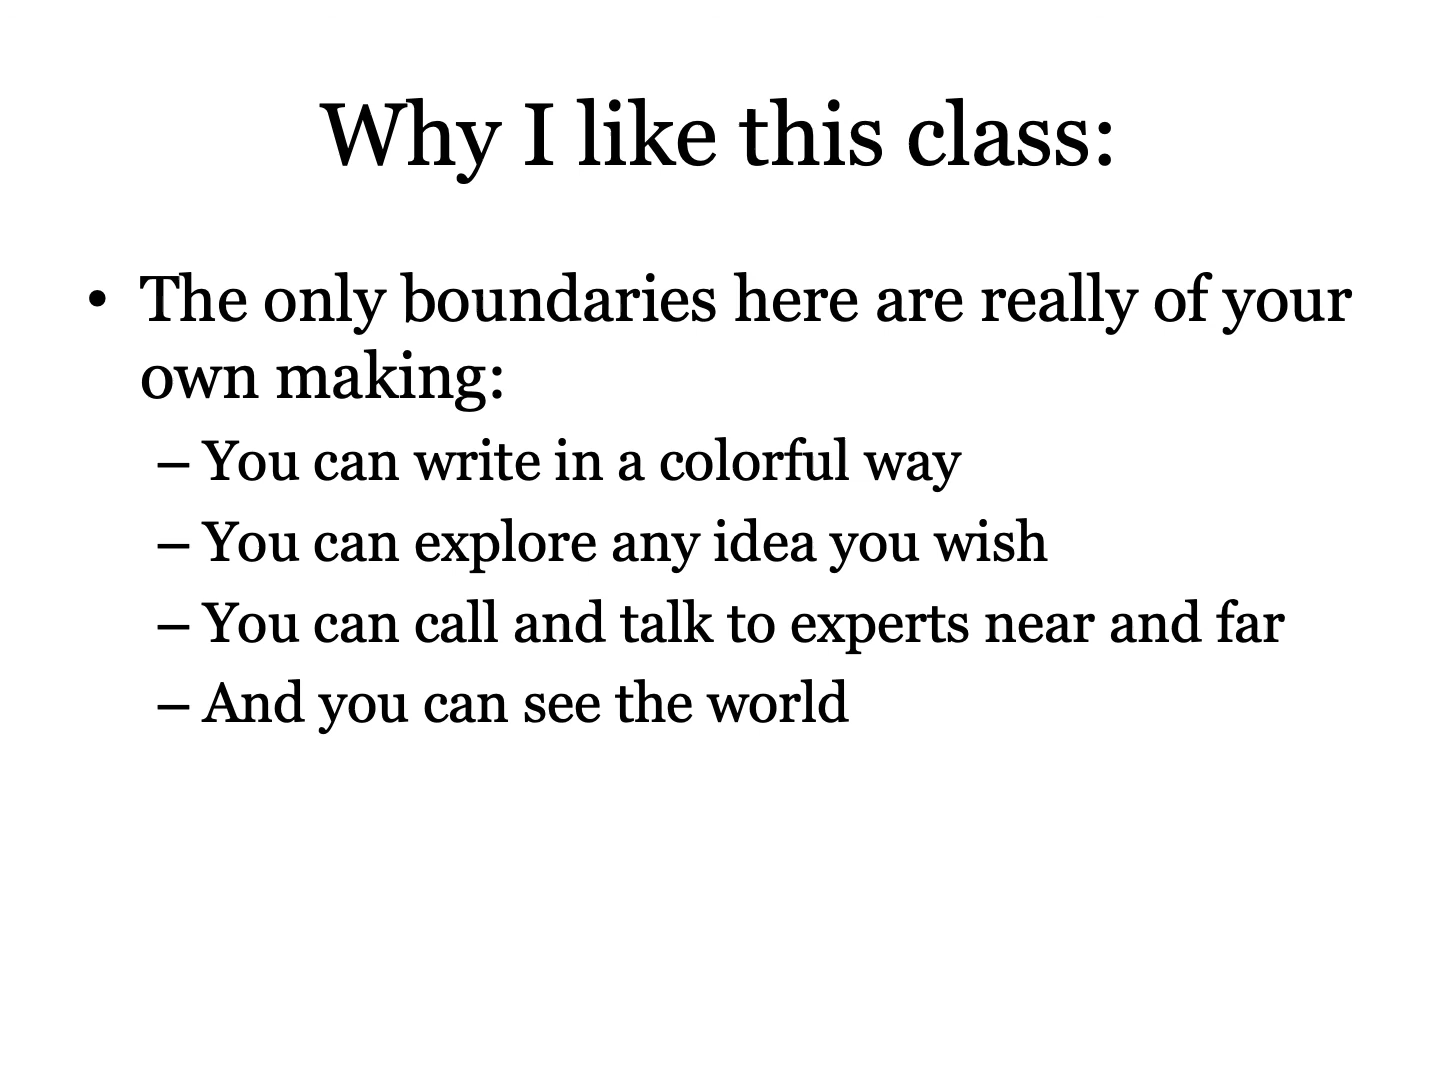 Why I like this class:
• The only boundaries here are really of your
own making:
– You can write in a colorful way
– You can explore any idea you wish
– You can call and talk to experts near and far
– And you can see the world